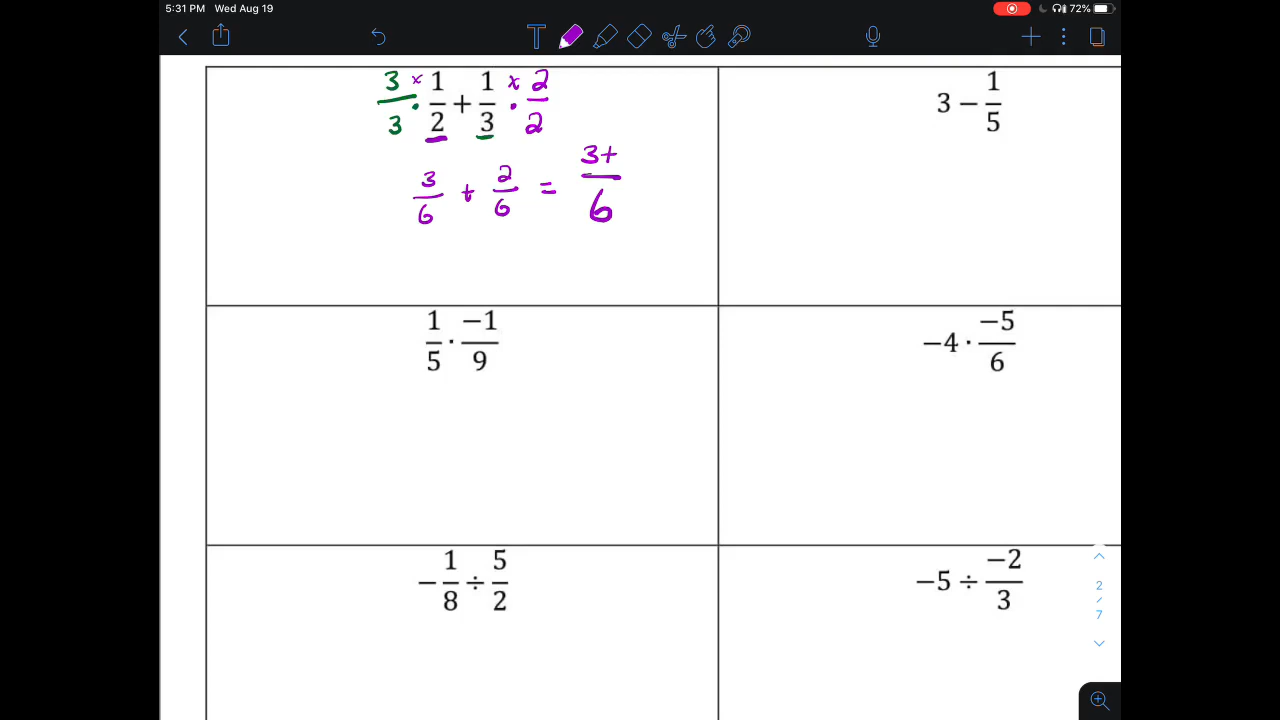 5:31 PM Wed Aug 19
72%
T
3/3 × · 1/2 + 1/3 × · 2/2
3/6 + 2/6 = 3+/6
3 − 1/5
1/5 · −1/9
−4 · −5/6
−1/8 ÷ 5/2
−5 ÷ −2/3
2/7